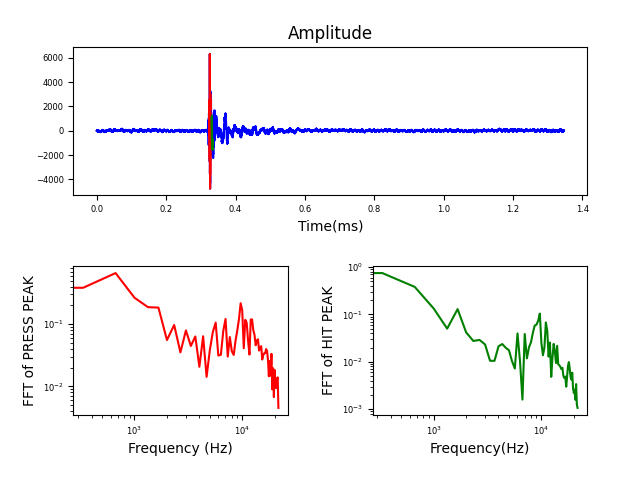 Amplitude
6000
4000
2000
0
−2000
−4000
0.0 0.2 0.4 0.6 0.8 1.0 1.2 1.4
Time(ms)
FFT of PRESS PEAK
10⁻¹
10⁻²
10³ 10⁴
Frequency (Hz)
FFT of HIT PEAK
10⁰
10⁻¹
10⁻²
10⁻³
10³ 10⁴
Frequency(Hz)